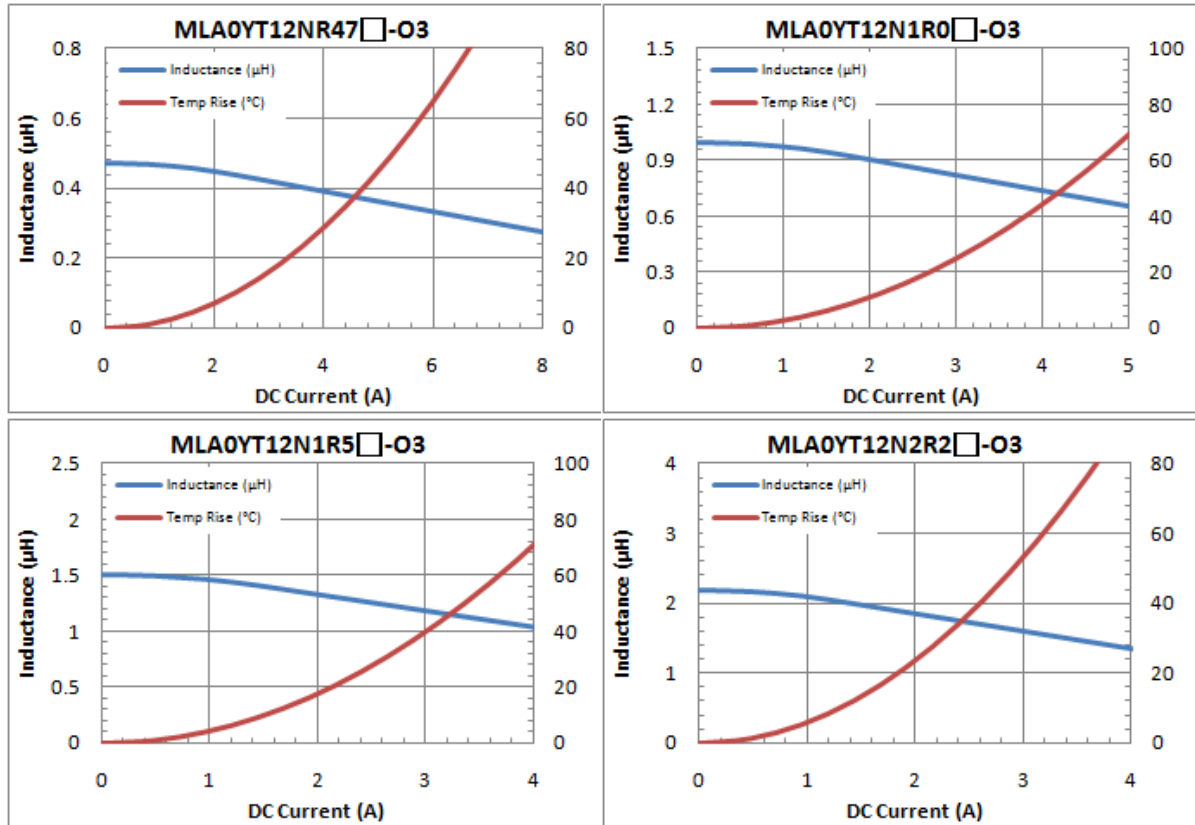 MLA0YT12NR47□-O3
Inductance (µH)
Temp Rise (°C)
Inductance (µH)
0.8
0.6
0.4
0.2
0
80
60
40
20
0
0 2 4 6 8
DC Current (A)
MLA0YT12N1R0□-O3
Inductance (µH)
Temp Rise (°C)
Inductance (µH)
1.5
1.2
0.9
0.6
0.3
0
100
80
60
40
20
0
0 1 2 3 4 5
DC Current (A)
MLA0YT12N1R5□-O3
Inductance (µH)
Temp Rise (°C)
Inductance (µH)
2.5
2
1.5
1
0.5
0
100
80
60
40
20
0
0 1 2 3 4
DC Current (A)
MLA0YT12N2R2□-O3
Inductance (µH)
Temp Rise (°C)
Inductance (µH)
4
3
2
1
0
80
60
40
20
0
0 1 2 3 4
DC Current (A)